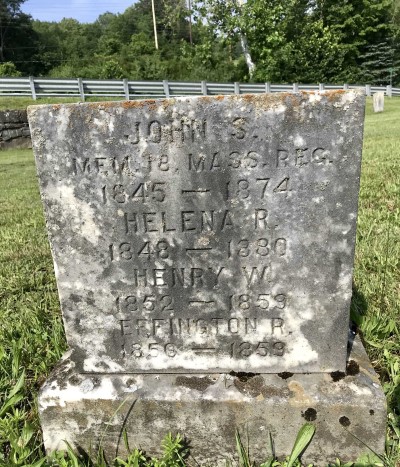 JOHN S.
MEM. 18. MASS. REG.
1845 — 1874
HELENA R.
1848 — 1880
HENRY W.
1852 — 1859
EFFINGTON R.
1856 — 1859